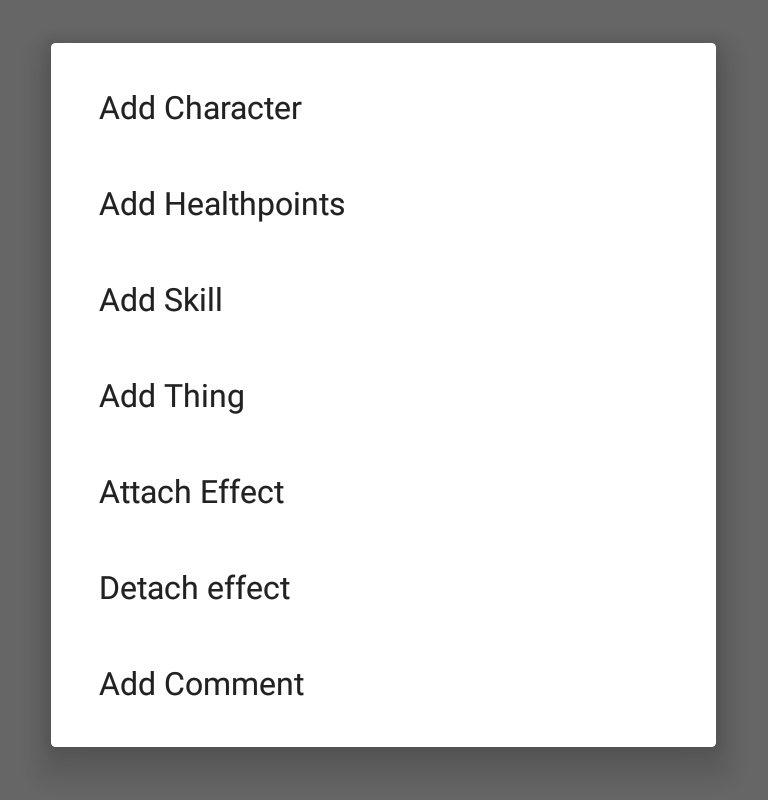 Add Character
Add Healthpoints
Add Skill
Add Thing
Attach Effect
Detach effect
Add Comment